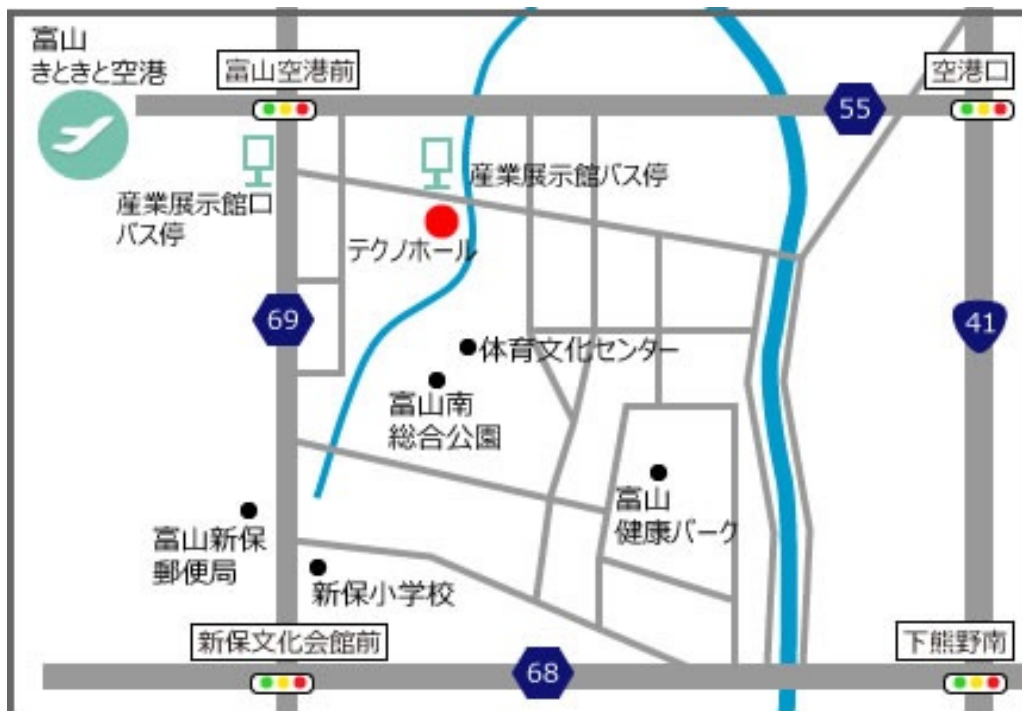 富山
きときと空港
富山空港前
空港口
55
産業展示館バス停
産業展示館口
バス停
テクノホール
69
41
体育文化センター
富山南
総合公園
富山
健康パーク
富山新保
郵便局
新保小学校
新保文化会館前
下熊野南
68